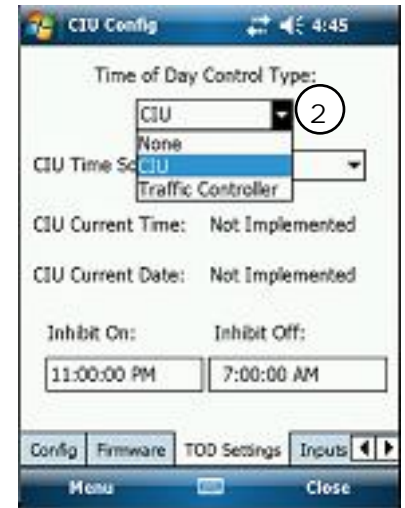 CIU Config 4:45
Time of Day Control Type:
CIU
2
None
CIU Time So
CIU
Traffic Controller
CIU Current Time: Not Implemented
CIU Current Date: Not Implemented
Inhibit On: Inhibit Off:
11:00:00 PM 7:00:00 AM
Config Firmware TOD Settings Inputs
Menu Close